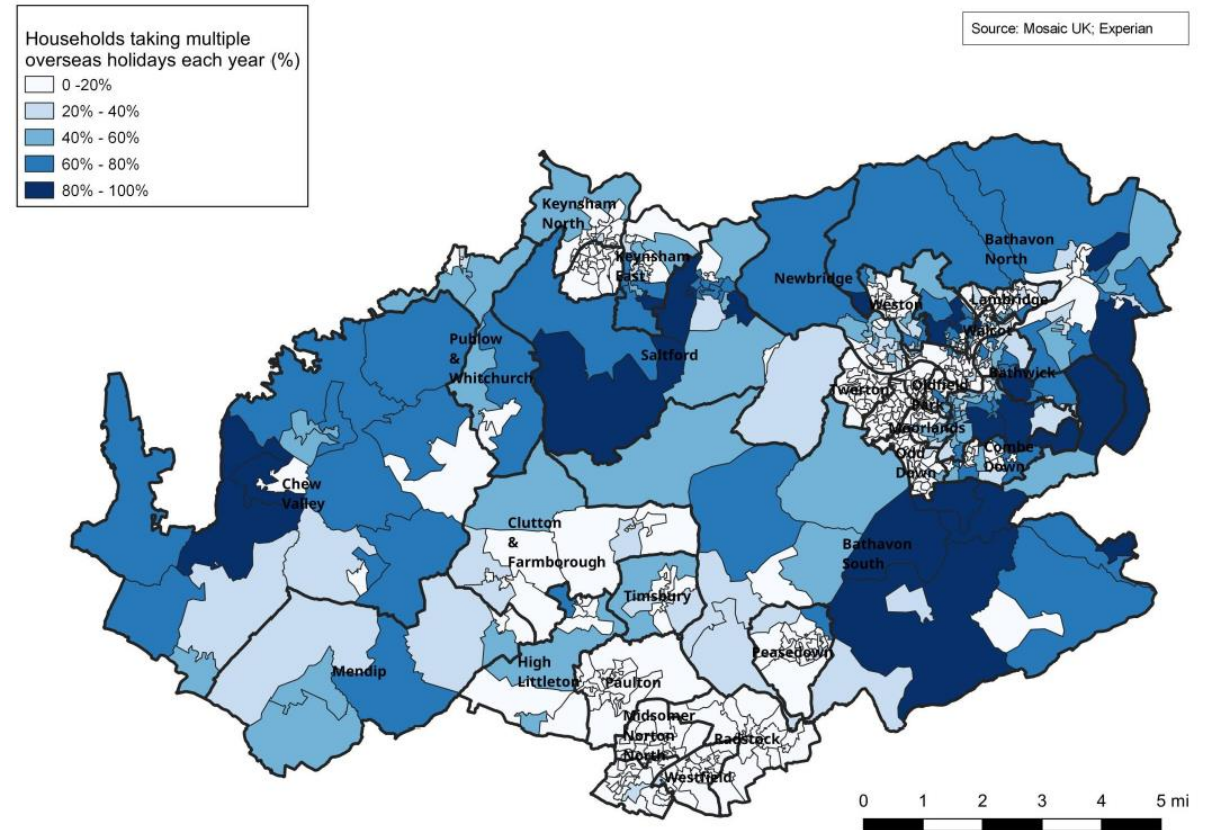 Households taking multiple
overseas holidays each year (%)
0 -20%
20% - 40%
40% - 60%
60% - 80%
80% - 100%
Source: Mosaic UK; Experian
Keynsham
North
Keynsham
East
Bathavon
North
Newbridge
Weston
Lambridge
Walcot
Publow
&
Whitchurch
Saltford
Bathwick
Twerton
Oldfield
Park
Moorlands
Odd
Down
Combe
Down
Chew
Valley
Clutton
&
Farmborough
Bathavon
South
Timsbury
Peasedown
Mendip
High
Littleton
Paulton
Midsomer
Norton
North
Radstock
Westfield
0 1 2 3 4 5 mi